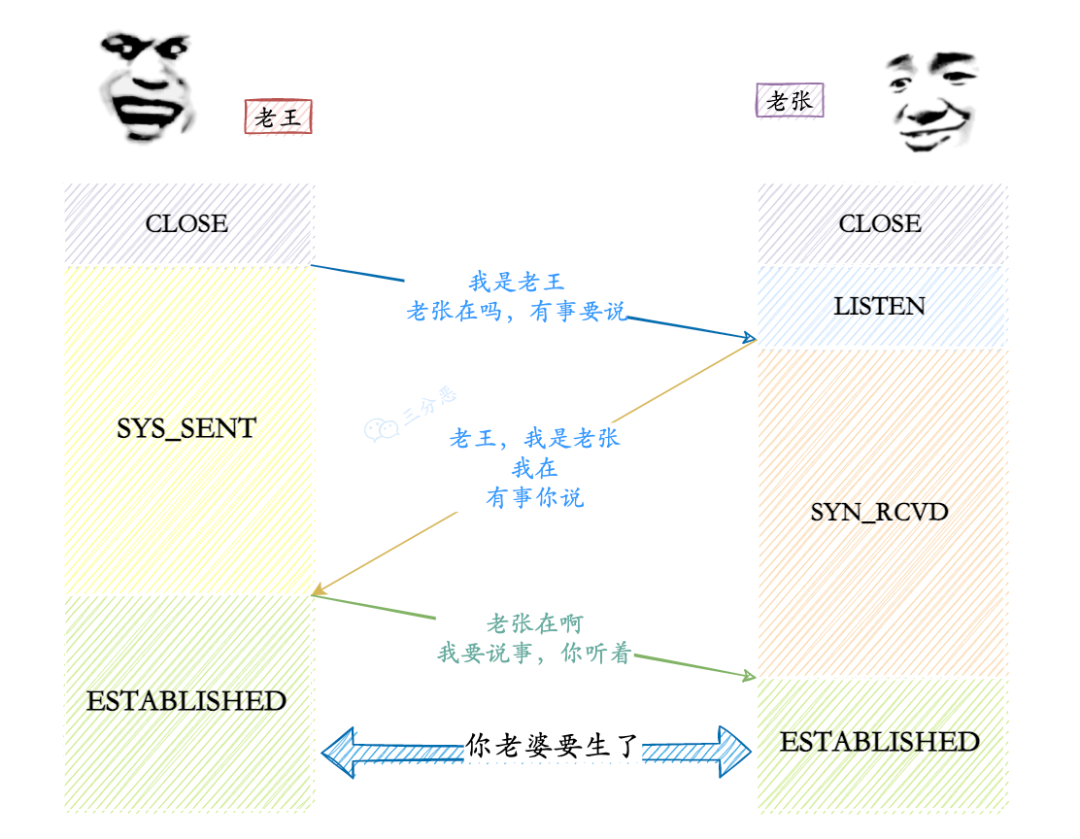 老王
老张
CLOSE
CLOSE
我是老王
老张在吗，有事要说
LISTEN
SYS_SENT
三分恶
老王，我是老张
我在
有事你说
SYN_RCVD
老张在啊
我要说事，你听着
ESTABLISHED
你老婆要生了
ESTABLISHED